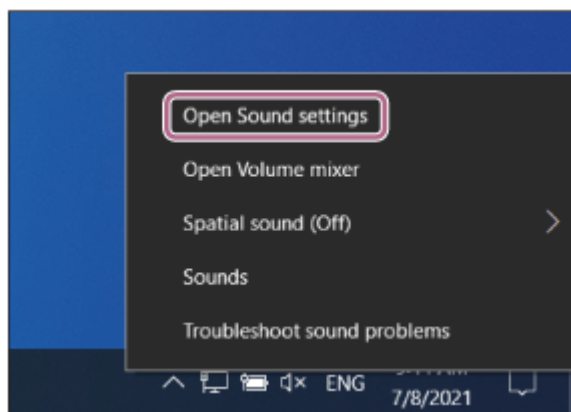 Open Sound settings
Open Volume mixer
Spatial sound (Off)
Sounds
Troubleshoot sound problems
ENG
7/8/2021